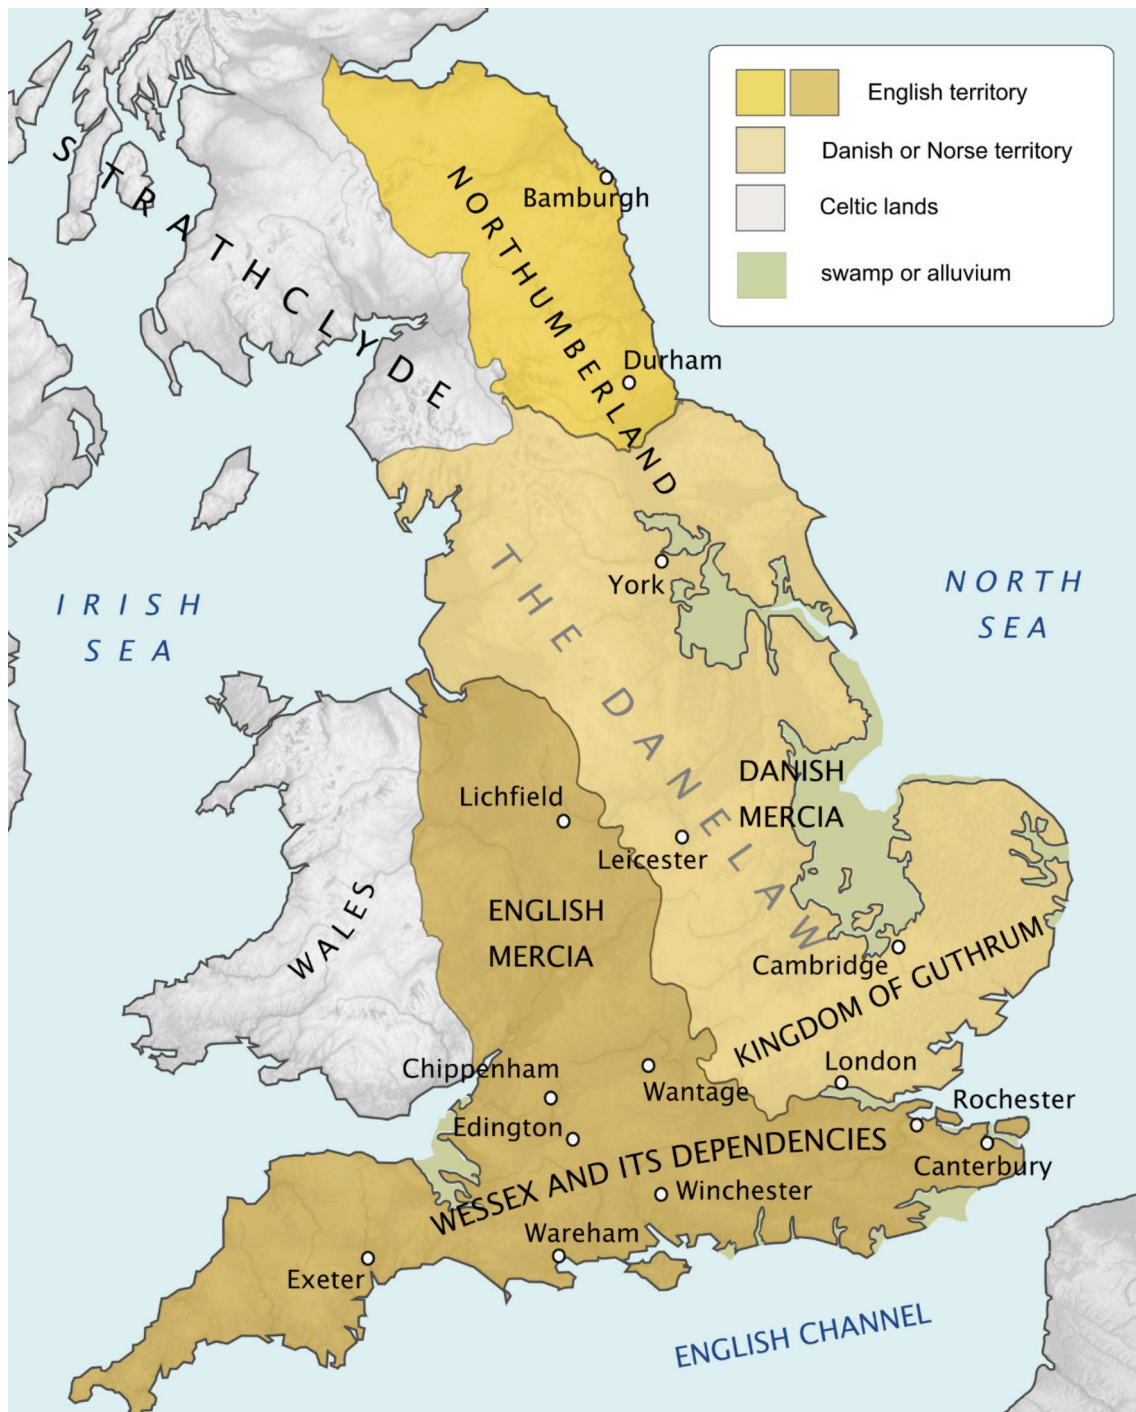 English territory
Danish or Norse territory
Celtic lands
swamp or alluvium
STRATHCLYDE
NORTHUMBERLAND
Bamburgh
Durham
York
IRISH
SEA
NORTH
SEA
THE DANELAW
DANISH
MERCIA
Lichfield
Leicester
ENGLISH
MERCIA
WALES
Cambridge
KINGDOM OF GUTHRUM
Chippenham
Wantage
London
Rochester
Edington
WESSEX AND ITS DEPENDENCIES
Canterbury
Winchester
Wareham
Exeter
ENGLISH CHANNEL